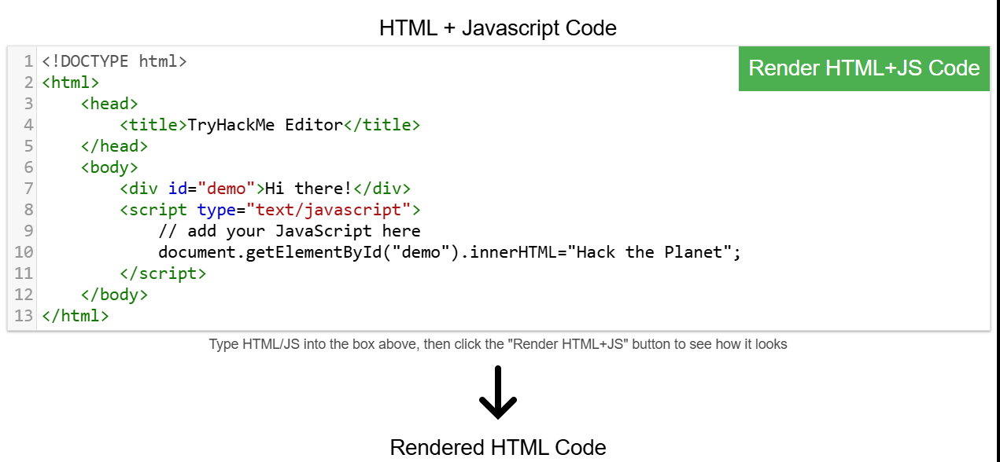 HTML + Javascript Code
Render HTML+JS Code
1 <!DOCTYPE html>
2 <html>
3     <head>
4         <title>TryHackMe Editor</title>
5     </head>
6     <body>
7         <div id="demo">Hi there!</div>
8         <script type="text/javascript">
9             // add your JavaScript here
10             document.getElementById("demo").innerHTML="Hack the Planet";
11         </script>
12     </body>
13 </html>
Type HTML/JS into the box above, then click the "Render HTML+JS" button to see how it looks
Rendered HTML Code